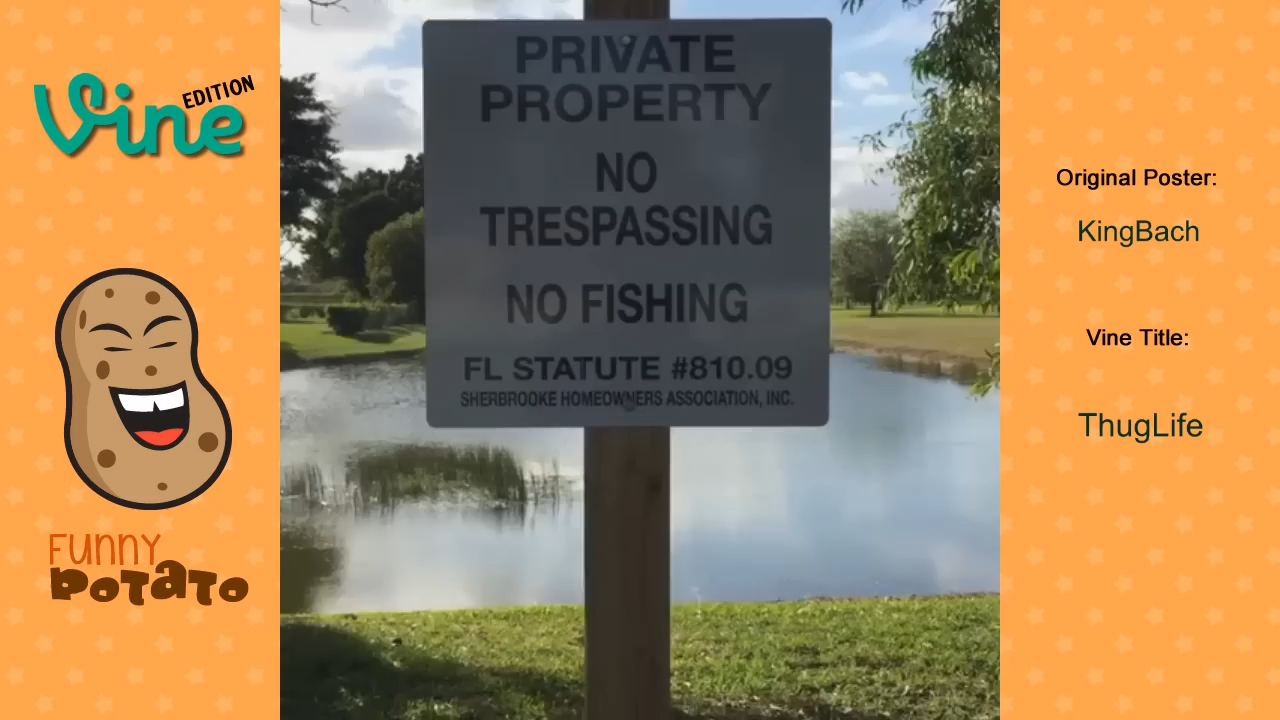 Vine EDITION
FUNNY
POTATO
PRIVATE
PROPERTY
NO
TRESPASSING
NO FISHING
FL STATUTE #810.09
SHERBROOKE HOMEOWNERS ASSOCIATION, INC.
Original Poster:
KingBach
Vine Title:
ThugLife